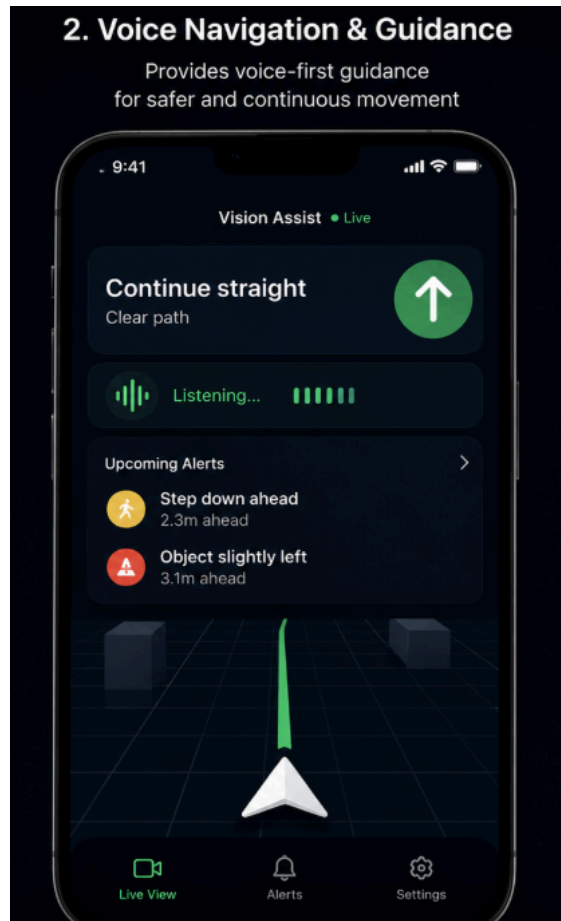 2. Voice Navigation & Guidance
Provides voice-first guidance
for safer and continuous movement
9:41
Vision Assist • Live
Continue straight
Clear path
Listening...
Upcoming Alerts
Step down ahead
2.3m ahead
Object slightly left
3.1m ahead
Live View
Alerts
Settings